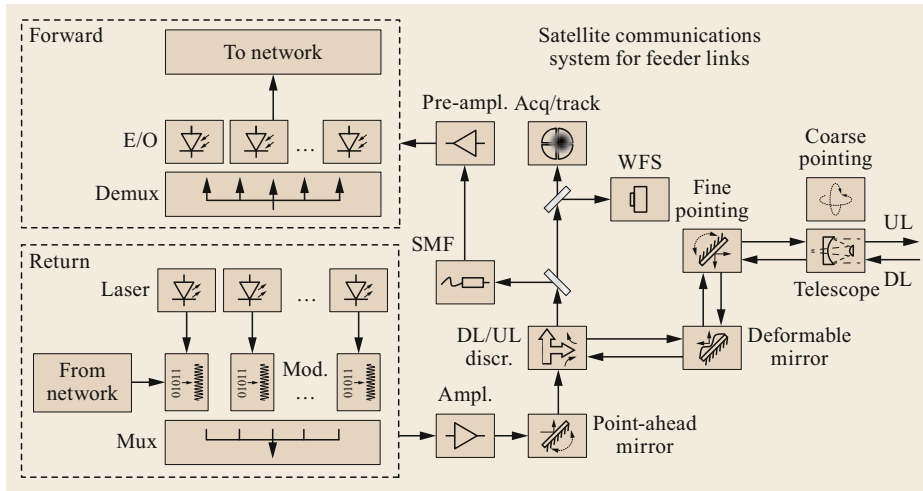 Forward
To network
E/O
...
Demux
Satellite communications
system for feeder links
Pre-ampl.
Acq/track
WFS
Coarse
pointing
Fine
pointing
UL
DL
Telescope
SMF
DL/UL
discr.
Deformable
mirror
Return
Laser
...
From
network
01011
01011
Mod.
...
01011
Mux
Ampl.
Point-ahead
mirror